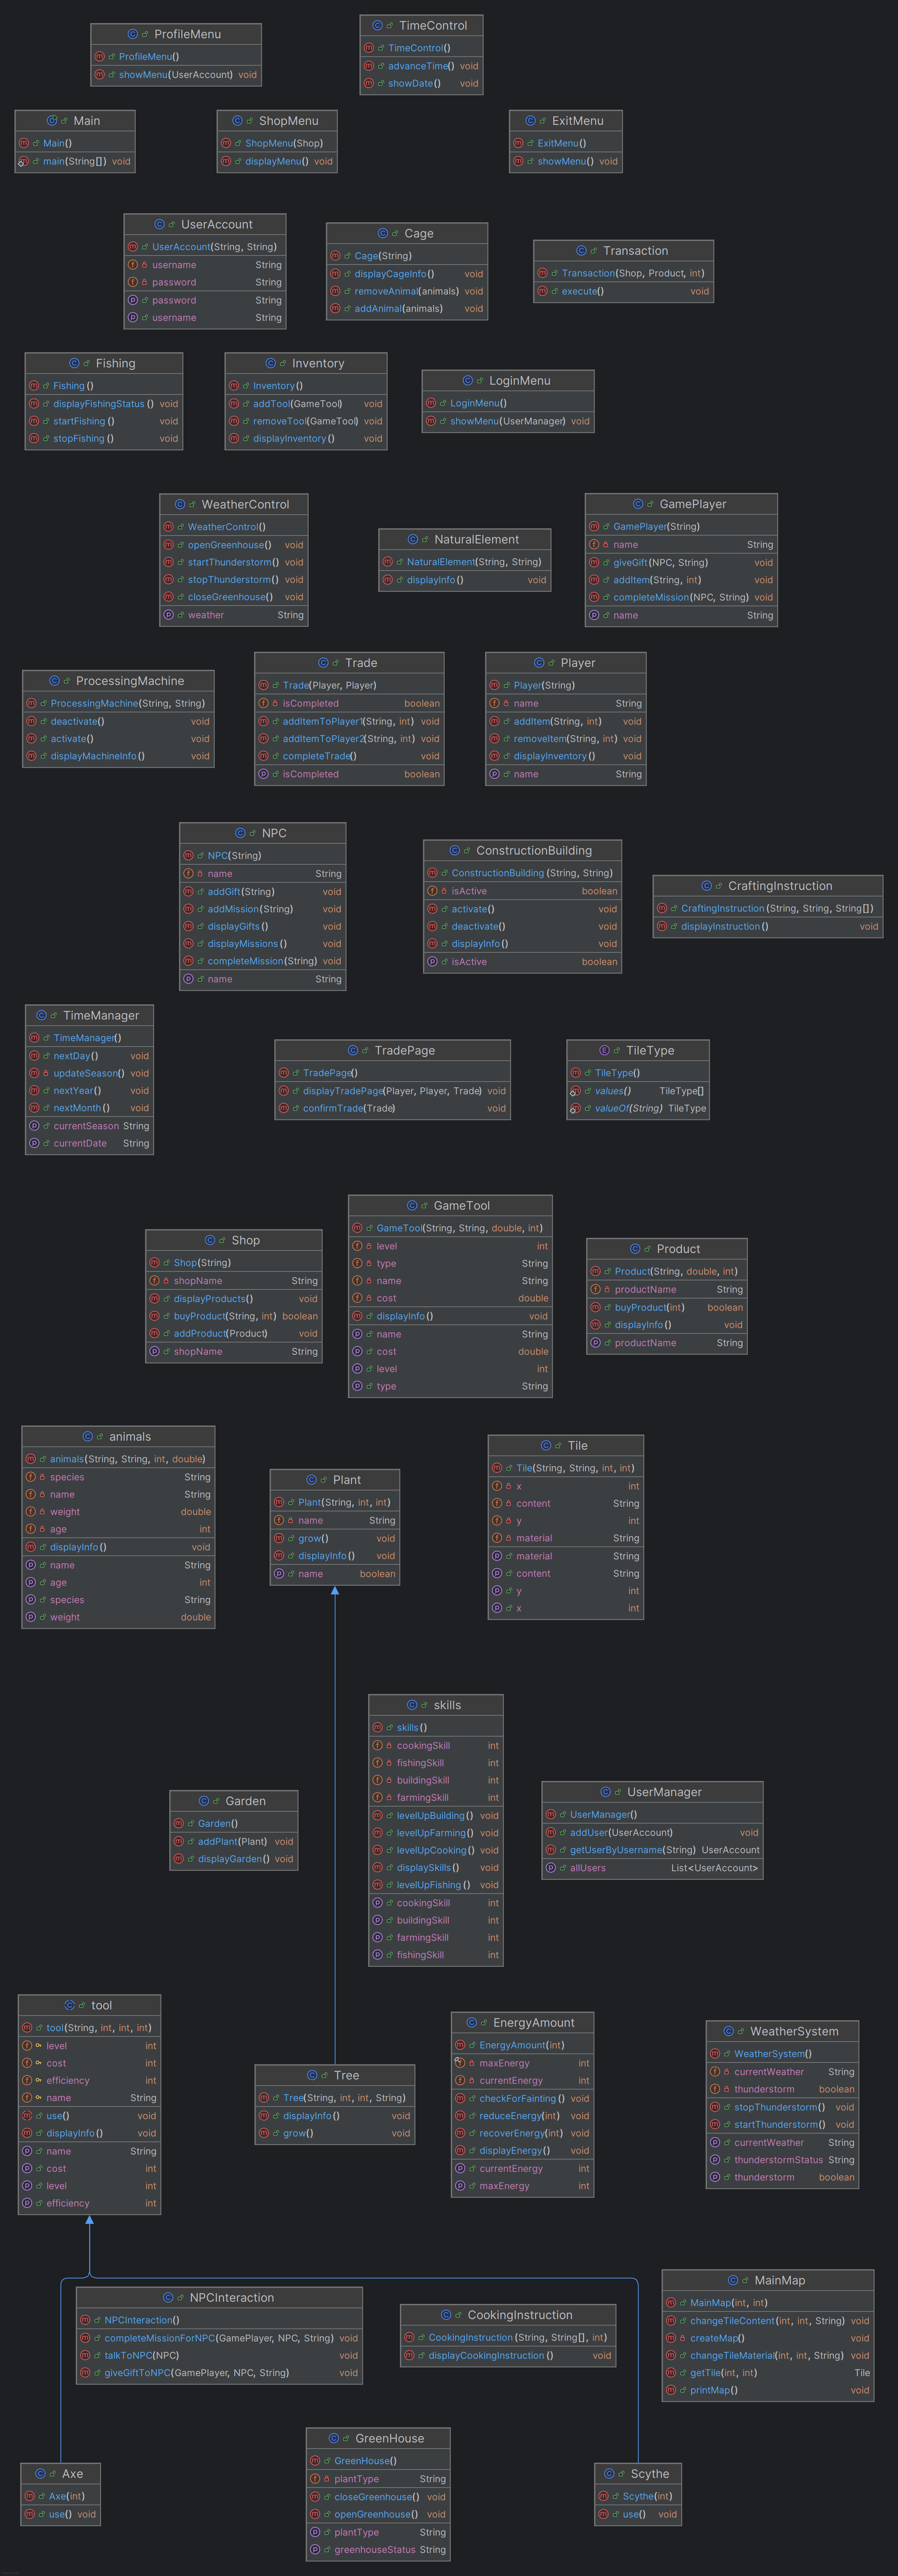 ProfileMenu
ProfileMenu()
showMenu(UserAccount) void
TimeControl
TimeControl()
advanceTime() void
showDate() void
Main
Main()
main(String[]) void
ShopMenu
ShopMenu(Shop)
displayMenu() void
ExitMenu
ExitMenu()
showMenu() void
UserAccount
UserAccount(String, String)
username String
password String
password String
username String
Cage
Cage(String)
displayCageInfo() void
removeAnimal(animals) void
addAnimal(animals) void
Transaction
Transaction(Shop, Product, int)
execute() void
Fishing
Fishing()
displayFishingStatus() void
startFishing() void
stopFishing() void
Inventory
Inventory()
addTool(GameTool) void
removeTool(GameTool) void
displayInventory() void
LoginMenu
LoginMenu()
showMenu(UserManager) void
WeatherControl
WeatherControl()
openGreenhouse() void
startThunderstorm() void
stopThunderstorm() void
closeGreenhouse() void
weather String
NaturalElement
NaturalElement(String, String)
displayInfo() void
GamePlayer
GamePlayer(String)
name String
giveGift(NPC, String) void
addItem(String, int) void
completeMission(NPC, String) void
name String
ProcessingMachine
ProcessingMachine(String, String)
deactivate() void
activate() void
displayMachineInfo() void
Trade
Trade(Player, Player)
isCompleted boolean
addItemToPlayer1(String, int) void
addItemToPlayer2(String, int) void
completeTrade() void
isCompleted boolean
Player
Player(String)
name String
addItem(String, int) void
removeItem(String, int) void
displayInventory() void
name String
NPC
NPC(String)
name String
addGift(String) void
addMission(String) void
displayGifts() void
displayMissions() void
completeMission(String) void
name String
ConstructionBuilding
ConstructionBuilding(String, String)
isActive boolean
activate() void
deactivate() void
displayInfo() void
isActive boolean
CraftingInstruction
CraftingInstruction(String, String, String[])
displayInstruction() void
TimeManager
TimeManager()
nextDay() void
updateSeason() void
nextYear() void
nextMonth() void
currentSeason String
currentDate String
TradePage
TradePage()
displayTradePage(Player, Player, Trade) void
confirmTrade(Trade) void
TileType
TileType()
values() TileType[]
valueOf(String) TileType
Shop
Shop(String)
shopName String
displayProducts() void
buyProduct(String, int) boolean
addProduct(Product) void
shopName String
GameTool
GameTool(String, String, double, int)
level int
type String
name String
cost double
displayInfo() void
name String
cost double
level int
type String
Product
Product(String, double, int)
productName String
buyProduct(int) boolean
displayInfo() void
productName String
animals
animals(String, String, int, double)
species String
name String
weight double
age int
displayInfo() void
name String
age int
species String
weight double
Plant
Plant(String, int, int)
name String
grow() void
displayInfo() void
name boolean
Tile
Tile(String, String, int, int)
x int
content String
y int
material String
material String
content String
y int
x int
skills
skills()
cookingSkill int
fishingSkill int
buildingSkill int
farmingSkill int
levelUpBuilding() void
levelUpFarming() void
levelUpCooking() void
displaySkills() void
levelUpFishing() void
cookingSkill int
buildingSkill int
farmingSkill int
fishingSkill int
Garden
Garden()
addPlant(Plant) void
displayGarden() void
UserManager
UserManager()
addUser(UserAccount) void
getUserByUsername(String) UserAccount
allUsers List<UserAccount>
tool
tool(String, int, int, int)
level int
cost int
efficiency int
name String
use() void
displayInfo() void
name String
cost int
level int
efficiency int
Tree
Tree(String, int, int, String)
displayInfo() void
grow() void
EnergyAmount
EnergyAmount(int)
maxEnergy int
currentEnergy int
checkForFainting() void
reduceEnergy(int) void
recoverEnergy(int) void
displayEnergy() void
currentEnergy int
maxEnergy int
WeatherSystem
WeatherSystem()
currentWeather String
thunderstorm boolean
stopThunderstorm() void
startThunderstorm() void
currentWeather String
thunderstormStatus String
thunderstorm boolean
NPCInteraction
NPCInteraction()
completeMissionForNPC(GamePlayer, NPC, String) void
talkToNPC(NPC) void
giveGiftToNPC(GamePlayer, NPC, String) void
CookingInstruction
CookingInstruction(String, String[], int)
displayCookingInstruction() void
MainMap
MainMap(int, int)
changeTileContent(int, int, String) void
createMap() void
changeTileMaterial(int, int, String) void
getTile(int, int) Tile
printMap() void
Axe
Axe(int)
use() void
GreenHouse
GreenHouse()
plantType String
closeGreenhouse() void
openGreenhouse() void
plantType String
greenhouseStatus String
Scythe
Scythe(int)
use() void